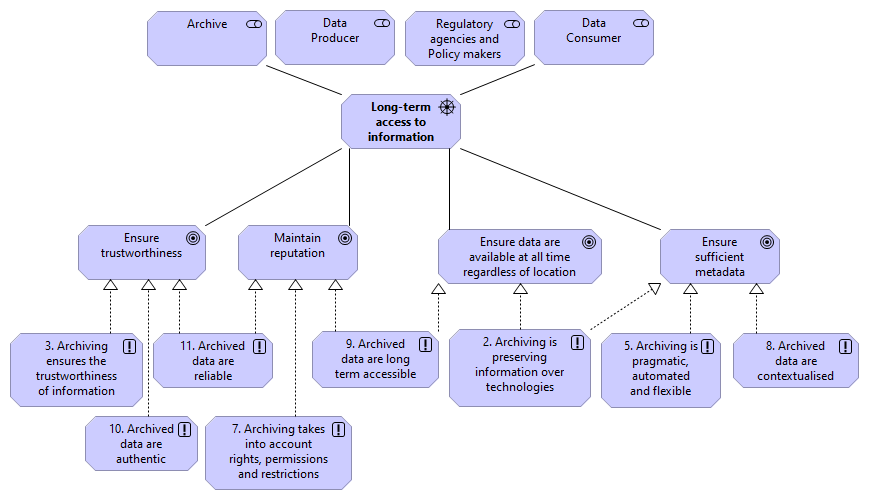 Archive
Data
Producer
Regulatory
agencies and
Policy makers
Data
Consumer
Long-term
access to
information
Ensure
trustworthiness
Maintain
reputation
Ensure data are
available at all time
regardless of location
Ensure
sufficient
metadata
3. Archiving
ensures the
trustworthiness
of information
11. Archived
data are
reliable
9. Archived
data are long
term accessible
2. Archiving is
preserving
information over
technologies
5. Archiving is
pragmatic,
automated
and flexible
8. Archived
data are
contextualised
10. Archived
data are
authentic
7. Archiving takes
into account
rights, permissions
and restrictions